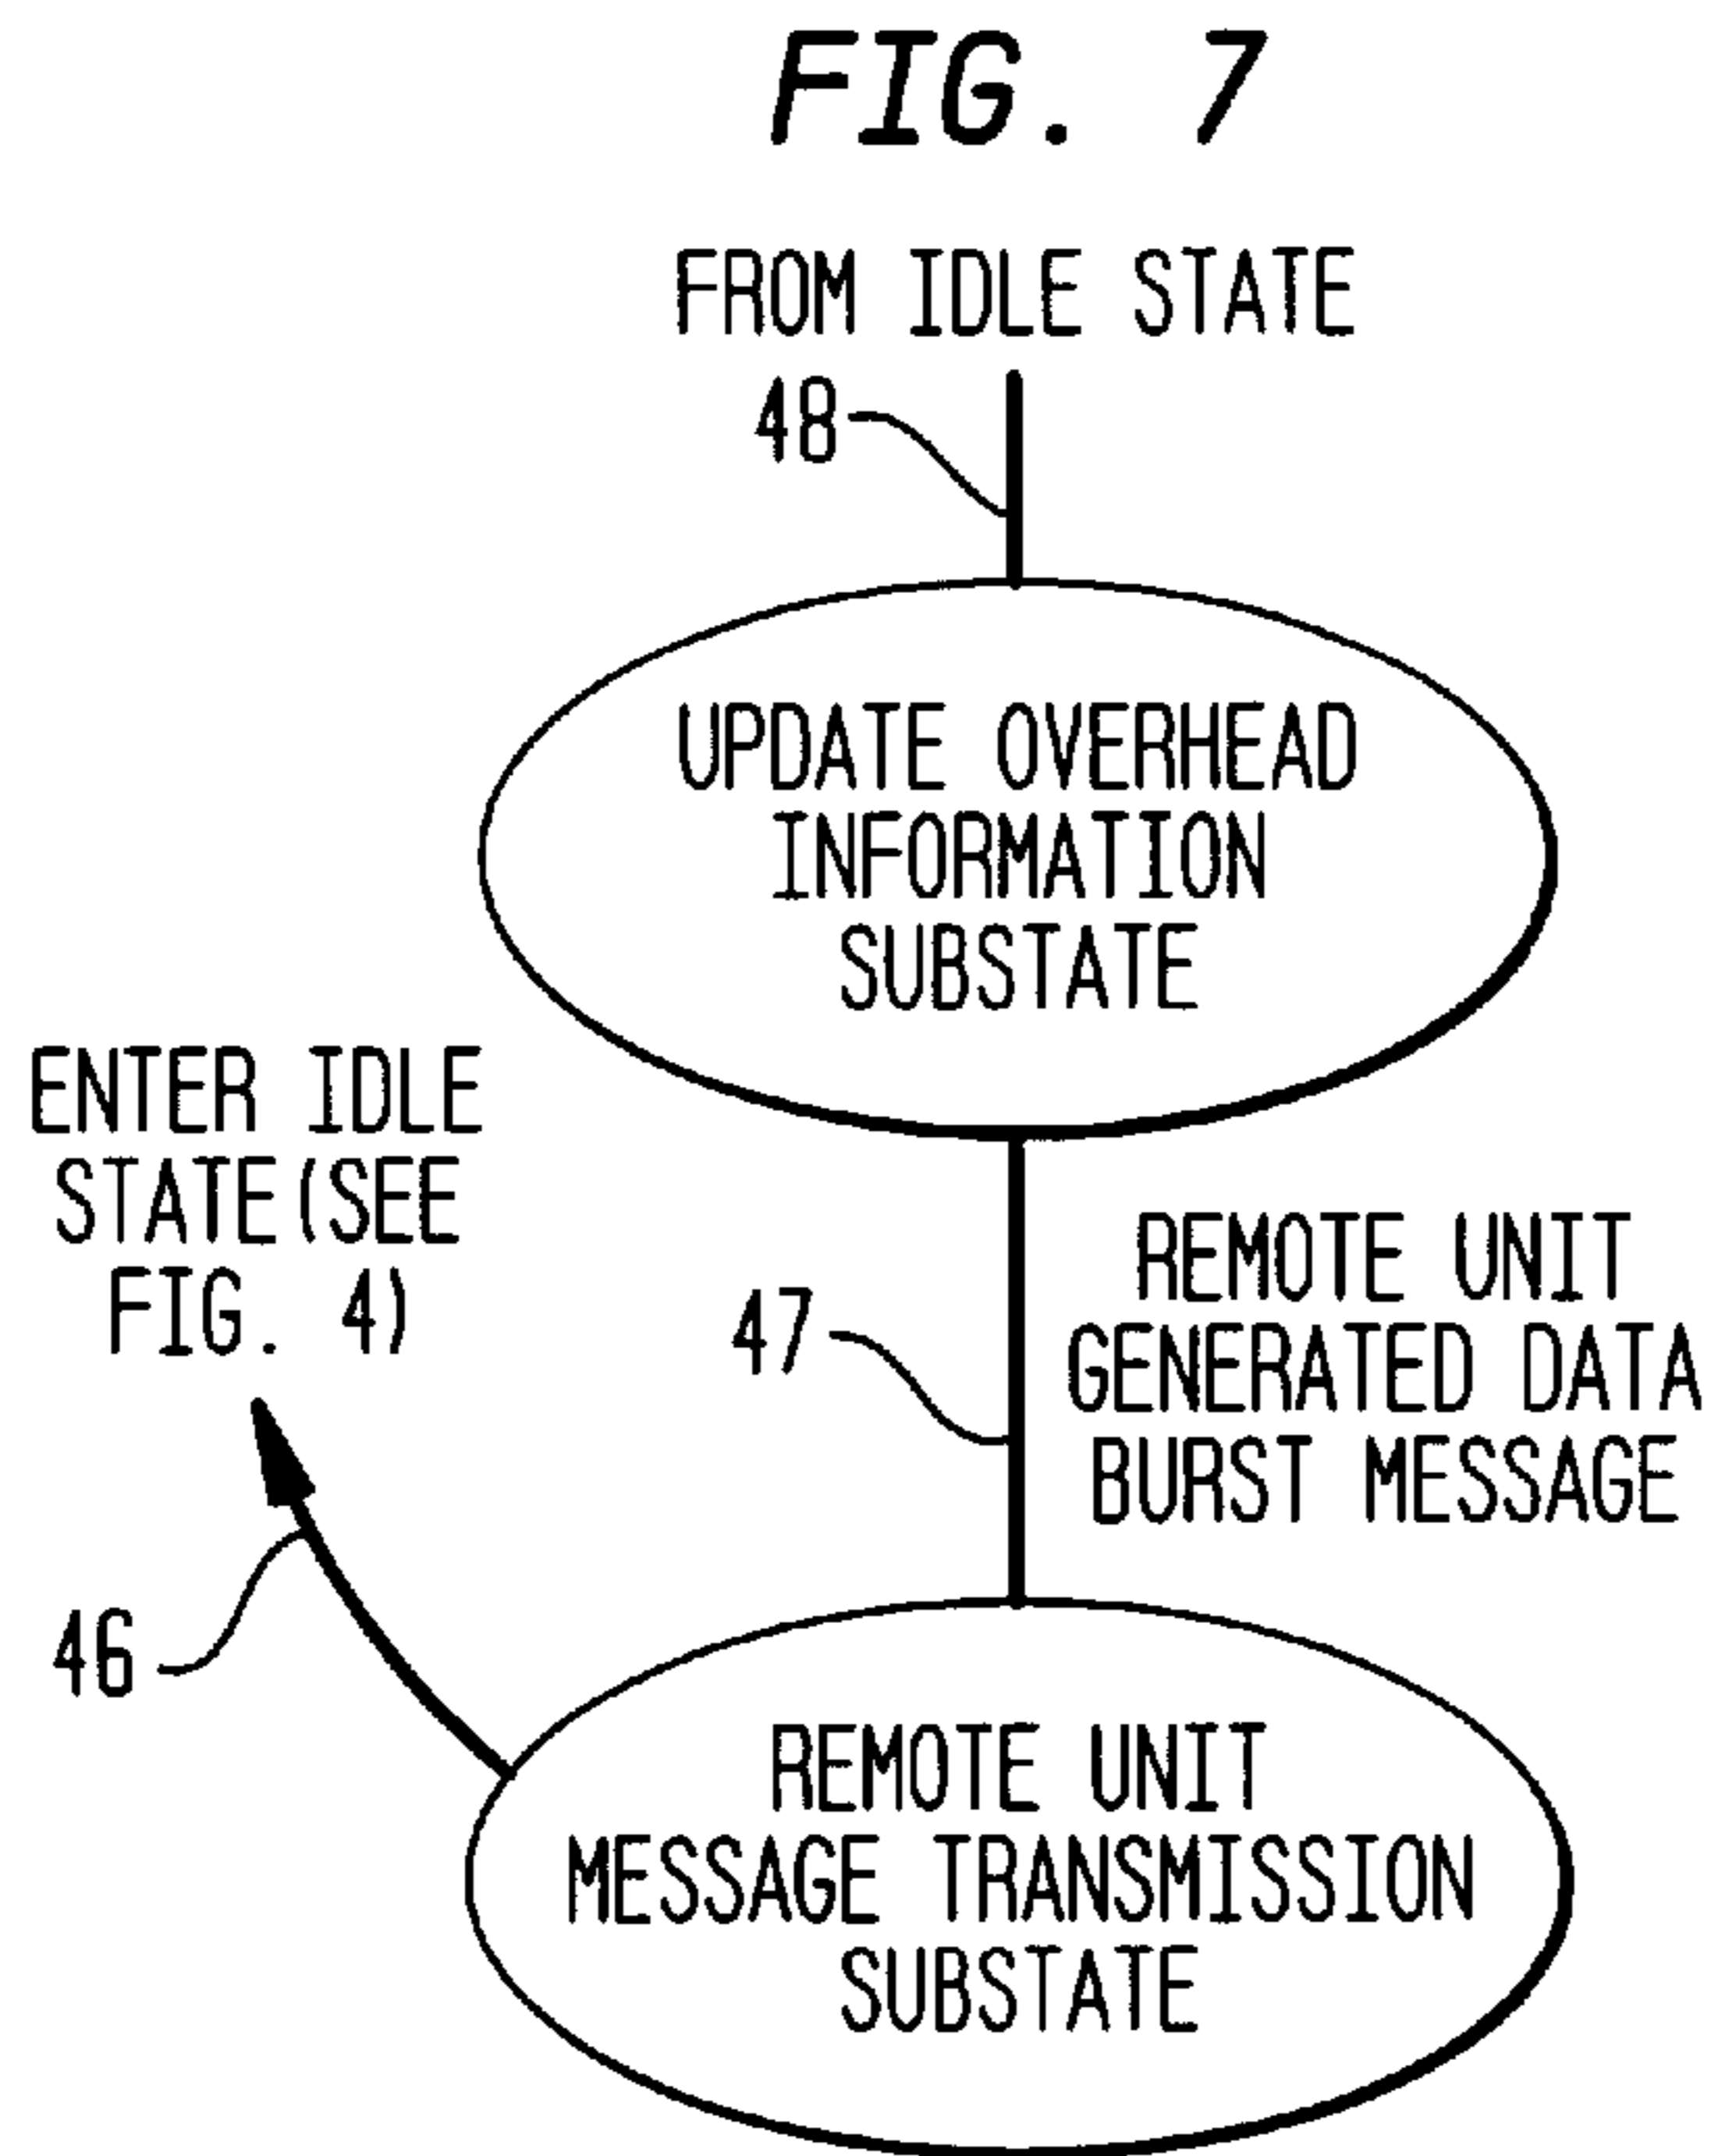 FIG. 7
FROM IDLE STATE
48
UPDATE OVERHEAD
INFORMATION
SUBSTATE
ENTER IDLE
STATE(SEE
FIG. 4)
47
REMOTE UNIT
GENERATED DATA
BURST MESSAGE
46
REMOTE UNIT
MESSAGE TRANSMISSION
SUBSTATE